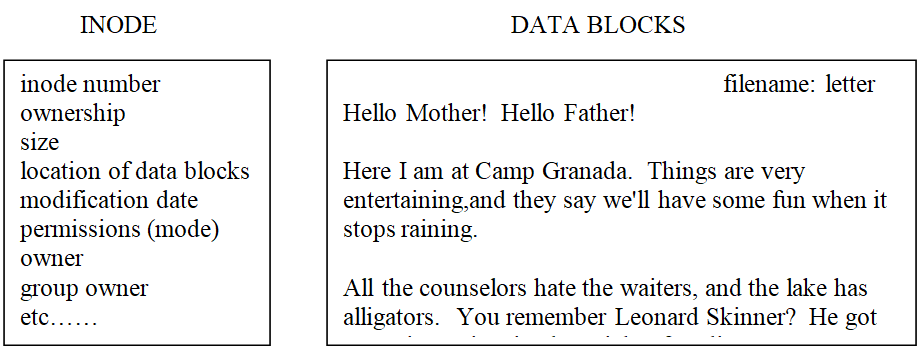 INODE
DATA BLOCKS
inode number
ownership
size
location of data blocks
modification date
permissions (mode)
owner
group owner
etc……
filename: letter
Hello Mother!  Hello Father!
Here I am at Camp Granada.  Things are very
entertaining,and they say we'll have some fun when it
stops raining.
All the counselors hate the waiters, and the lake has
alligators.  You remember Leonard Skinner?  He got